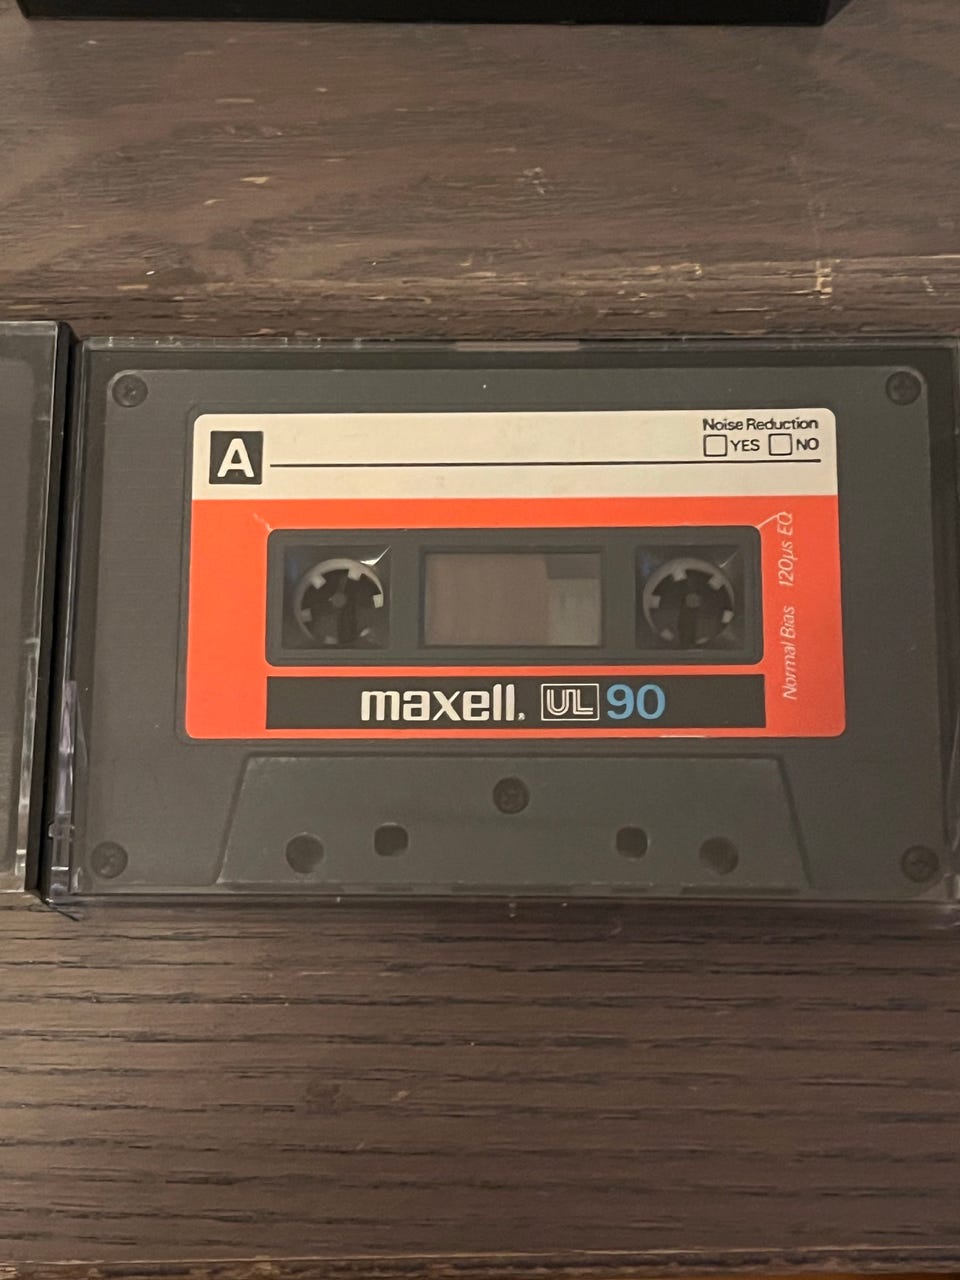 A
Noise Reduction
YES NO
Normal Bias 120µs EQ
maxell. UL 90